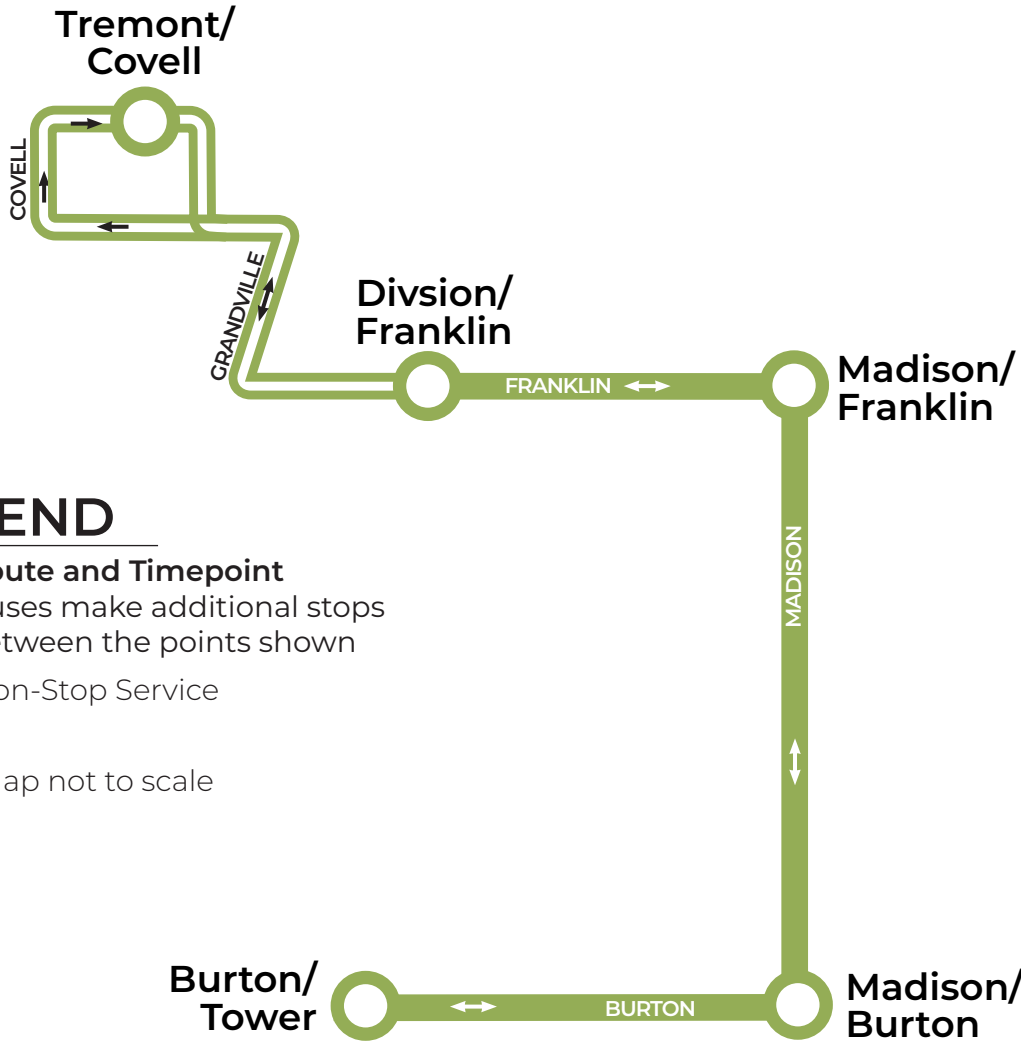 Tremont/
Covell
COVELL
GRANDVILLE
Divsion/
Franklin
FRANKLIN
Madison/
Franklin
MADISON
END
oute and Timepoint
uses make additional stops
etween the points shown
on-Stop Service
ap not to scale
Burton/
Tower
BURTON
Madison/
Burton